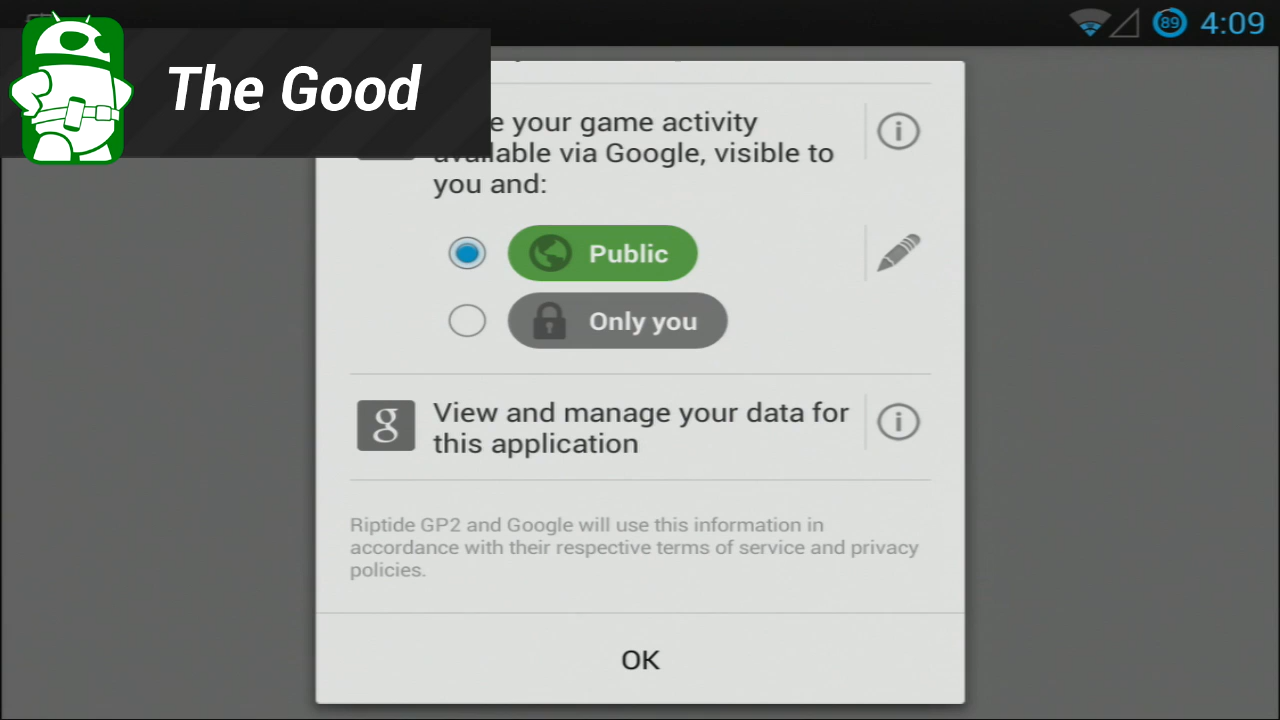 89 4:09
The Good
e your game activity
available via Google, visible to
you and:
Public
Only you
g View and manage your data for
this application
Riptide GP2 and Google will use this information in
accordance with their respective terms of service and privacy
policies.
OK